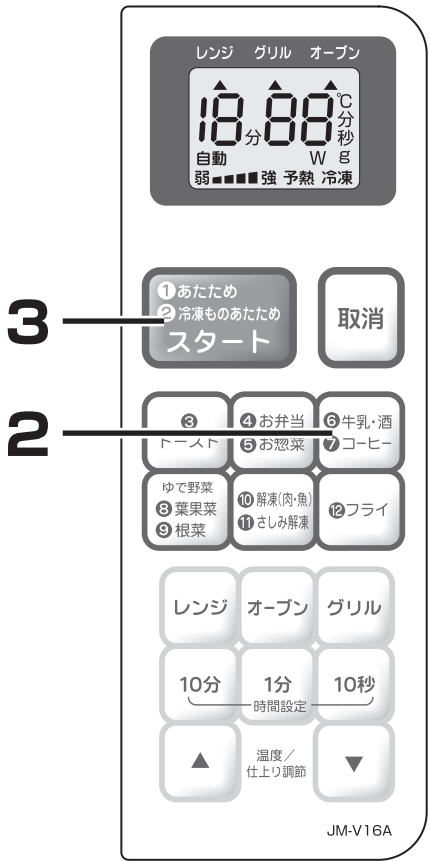 レンジ グリル オーブン
▲ ▲ ▲
18分88℃分秒
自動 W g
弱 強 予熱 冷凍
3
①あたため
②冷凍ものあたため
スタート
取消
2
❸
トースト
❹お弁当
❺お惣菜
❻牛乳・酒
❼コーヒー
ゆで野菜
❽葉果菜
❾根菜
❿解凍(肉・魚)
⓫さしみ解凍
⓬フライ
レンジ
オーブン
グリル
10分
1分
10秒
時間設定
▲
温度/
仕上り調節
▼
JM-V16A